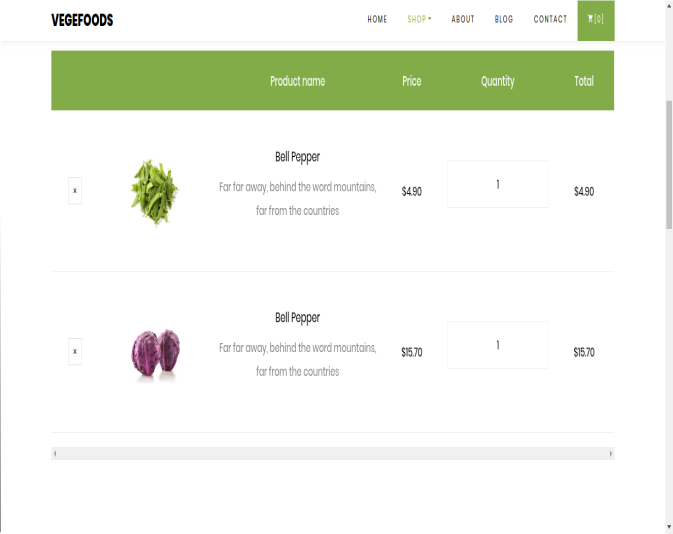 VEGEFOODS
HOME SHOP ABOUT BLOG CONTACT [0]
Product name Price Quantity Total
Bell Pepper
x Far far away, behind the word mountains, far from the countries $4.90 1 $4.90
Bell Pepper
x Far far away, behind the word mountains, far from the countries $15.70 1 $15.70